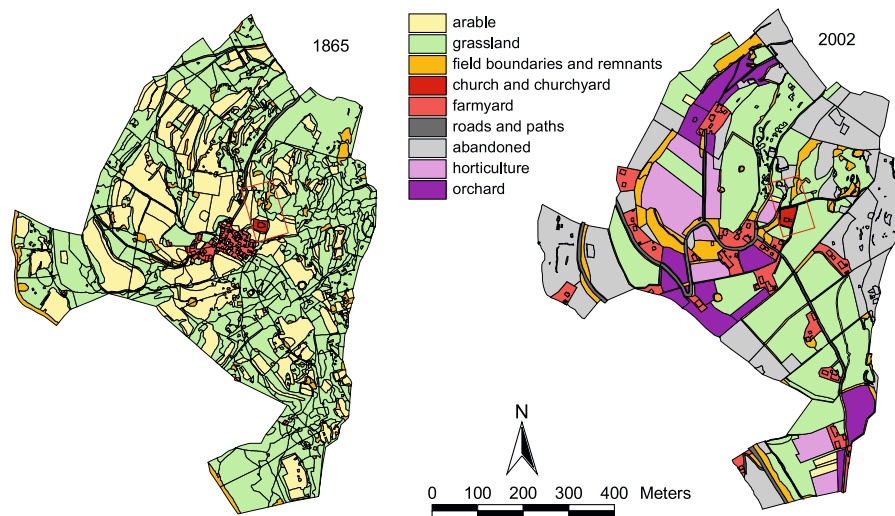 1865
arable
grassland
field boundaries and remnants
church and churchyard
farmyard
roads and paths
abandoned
horticulture
orchard
2002
N
0 100 200 300 400 Meters